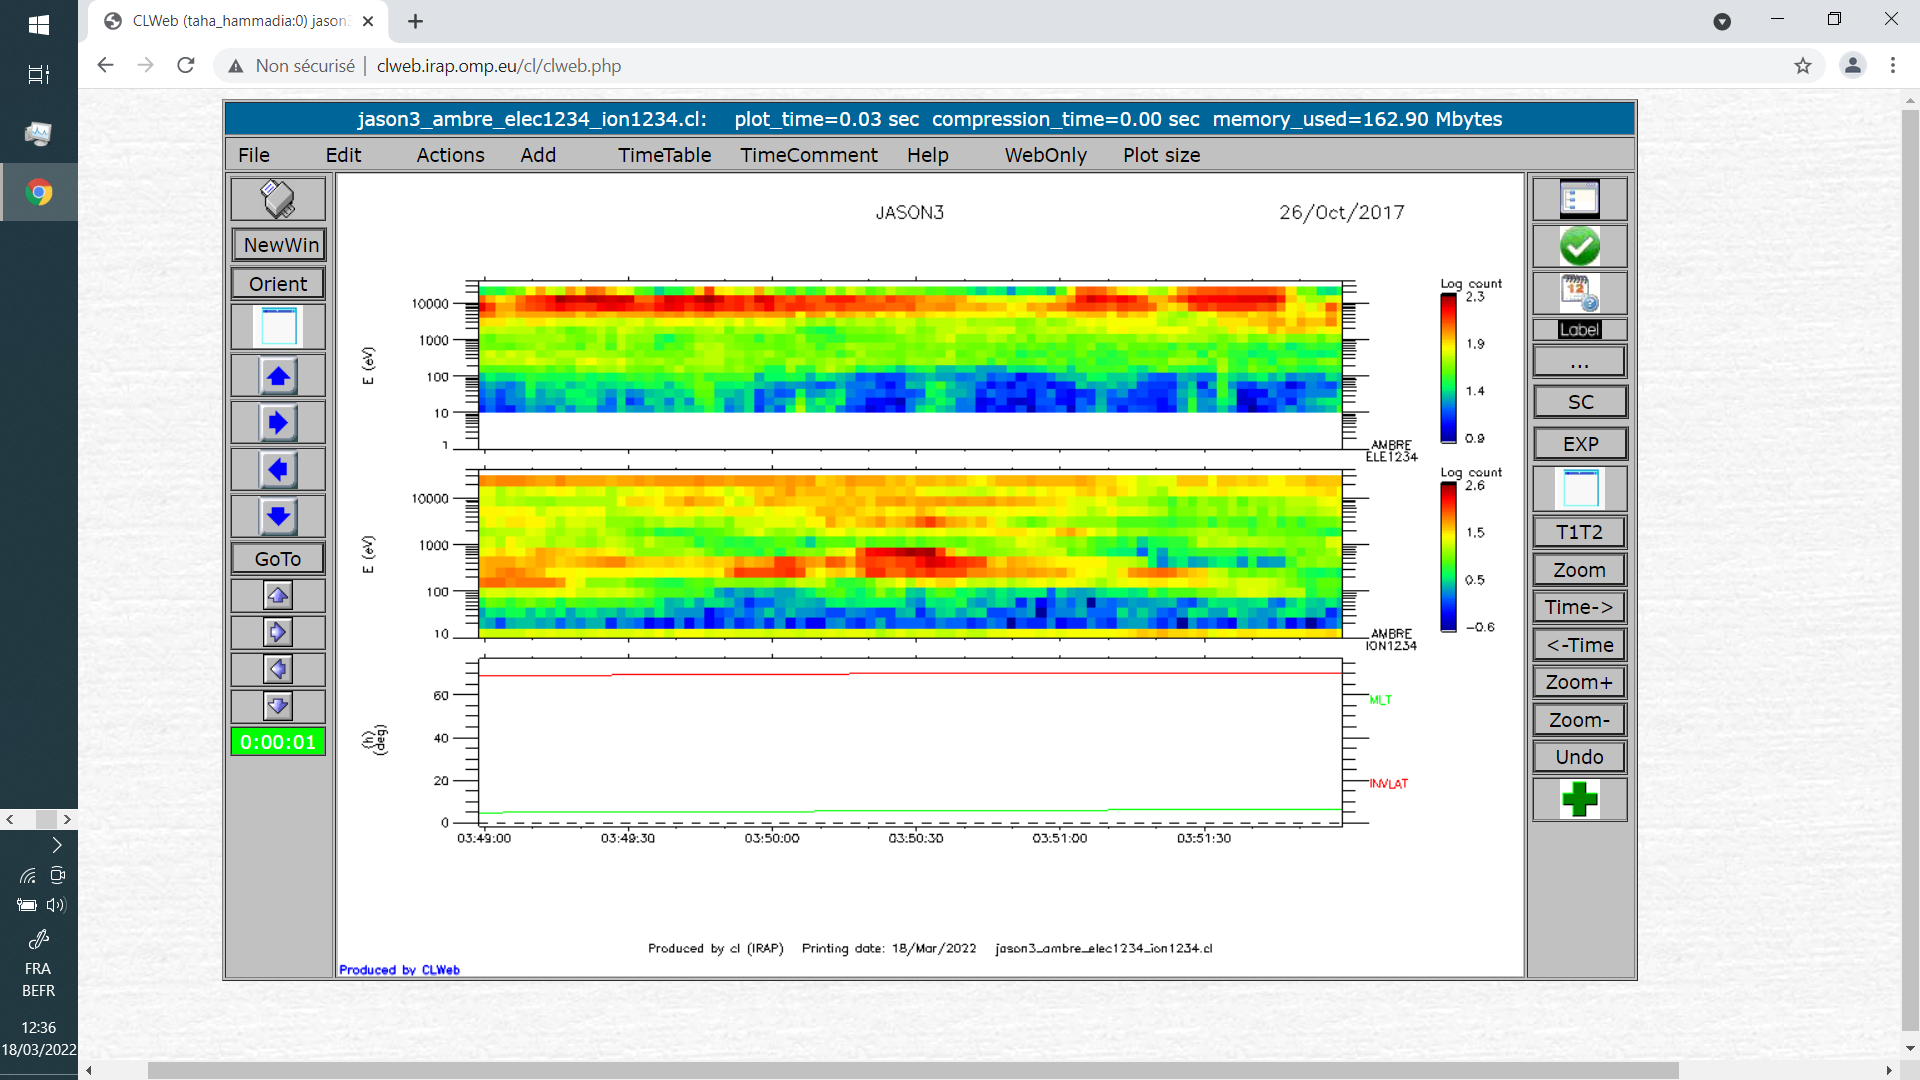 CLWeb (taha_hammadia:0) jason3
Non sécurisé | clweb.irap.omp.eu/cl/clweb.php
jason3_ambre_elec1234_ion1234.cl: plot_time=0.03 sec compression_time=0.00 sec memory_used=162.90 Mbytes
File Edit Actions Add TimeTable TimeComment Help WebOnly Plot size
NewWin
Orient
GoTo
0:00:01
JASON3 26/Oct/2017
10000
1000
100
10
1
E (eV)
Log count
2.3
1.9
1.4
0.9
AMBRE
ELE1234
10000
1000
100
10
E (eV)
Log count
2.6
1.5
0.5
-0.6
AMBRE
ION1234
60
40
20
0
(h)
(deg)
MLT
INVLAT
03:49:00 03:49:30 03:50:00 03:50:30 03:51:00 03:51:30
Produced by cl (IRAP) Printing date: 18/Mar/2022 jason3_ambre_elec1234_ion1234.cl
Produced by CLWeb
12
Label
...
SC
EXP
T1T2
Zoom
Time->
<-Time
Zoom+
Zoom-
Undo
FRA
BEFR
12:36
18/03/2022